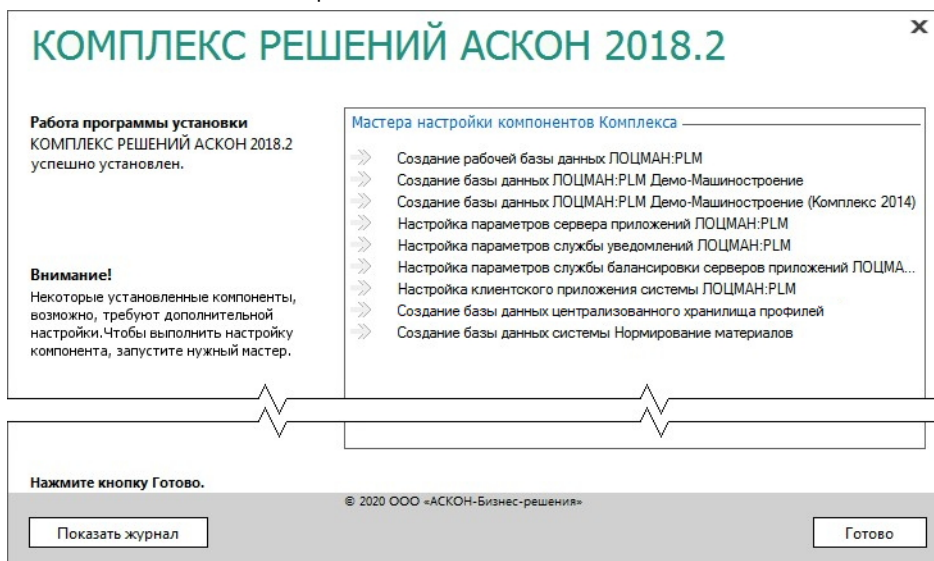 КОМПЛЕКС РЕШЕНИЙ АСКОН 2018.2
Работа программы установки
КОМПЛЕКС РЕШЕНИЙ АСКОН 2018.2
успешно установлен.
Внимание!
Некоторые установленные компоненты,
возможно, требуют дополнительной
настройки.Чтобы выполнить настройку
компонента, запустите нужный мастер.
Мастера настройки компонентов Комплекса
Создание рабочей базы данных ЛОЦМАН:PLM
Создание базы данных ЛОЦМАН:PLM Демо-Машиностроение
Создание базы данных ЛОЦМАН:PLM Демо-Машиностроение (Комплекс 2014)
Настройка параметров сервера приложений ЛОЦМАН:PLM
Настройка параметров службы уведомлений ЛОЦМАН:PLM
Настройка параметров службы балансировки серверов приложений ЛОЦМА...
Настройка клиентского приложения системы ЛОЦМАН:PLM
Создание базы данных централизованного хранилища профилей
Создание базы данных системы Нормирование материалов
Нажмите кнопку Готово.
© 2020 ООО «АСКОН-Бизнес-решения»
Показать журнал
Готово